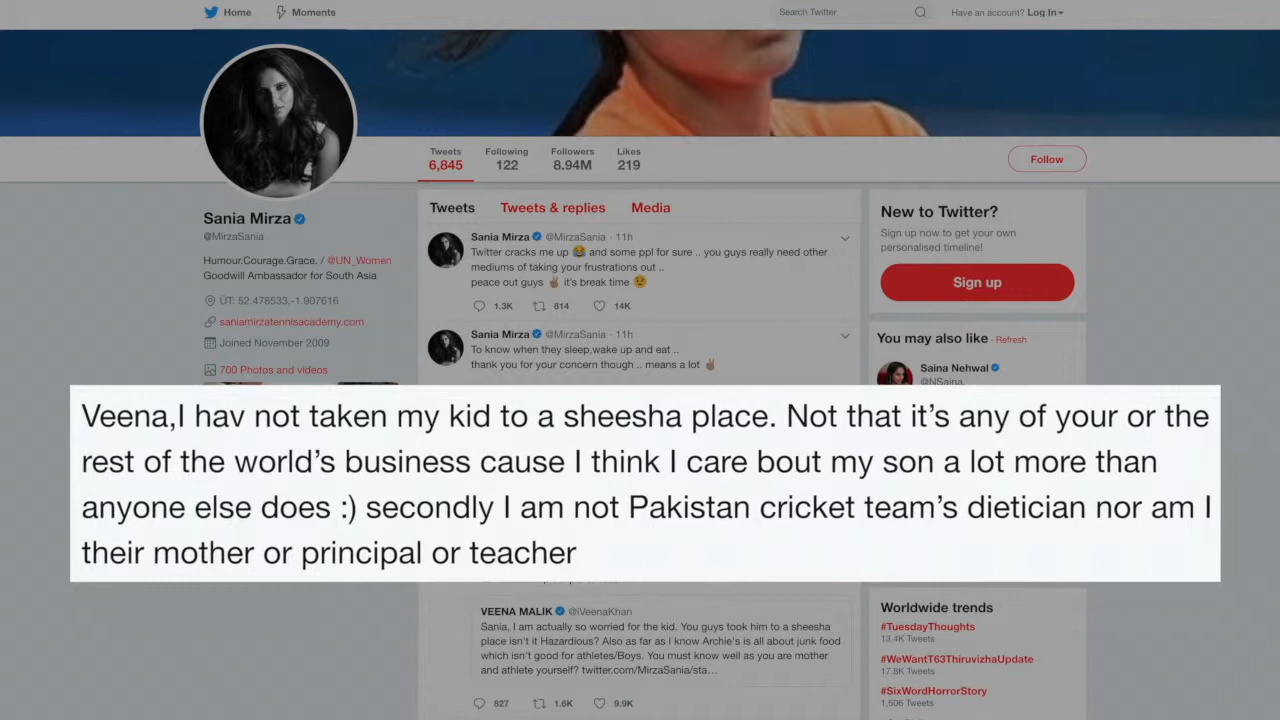 Home
Moments
Search Twitter
Have an account? Log In
Tweets
6,845
Following
122
Followers
8.94M
Likes
219
Follow
Sania Mirza
@MirzaSania
Humour.Courage.Grace. / @UN_Women
Goodwill Ambassador for South Asia
ÜT: 52.478533,-1.907616
saniamirzatennisacademy.com
Joined November 2009
700 Photos and videos
Tweets Tweets & replies Media
Sania Mirza @MirzaSania · 11h
Twitter cracks me up 😂 and some ppl for sure .. you guys really need other
mediums of taking your frustrations out ..
peace out guys ✌🏽 it's break time 😉
1.3K 814 14K
Sania Mirza @MirzaSania · 11h
To know when they sleep,wake up and eat ..
thank you for your concern though .. means a lot ✌🏽
New to Twitter?
Sign up now to get your own
personalised timeline!
Sign up
You may also like · Refresh
Saina Nehwal
@NSaina
Veena,I hav not taken my kid to a sheesha place. Not that it's any of your or the
rest of the world's business cause I think I care bout my son a lot more than
anyone else does :) secondly I am not Pakistan cricket team's dietician nor am I
their mother or principal or teacher
VEENA MALIK @iVeenaKhan
Sania, I am actually so worried for the kid. You guys took him to a sheesha
place isn't it Hazardious? Also as far as I know Archie's is all about junk food
which isn't good for athletes/Boys. You must know well as you are mother
and athlete yourself? twitter.com/MirzaSania/sta…
827 1.6K 9.9K
Worldwide trends
#TuesdayThoughts
13.4K Tweets
#WeWantT63ThiruvizhaUpdate
17.8K Tweets
#SixWordHorrorStory
1,506 Tweets